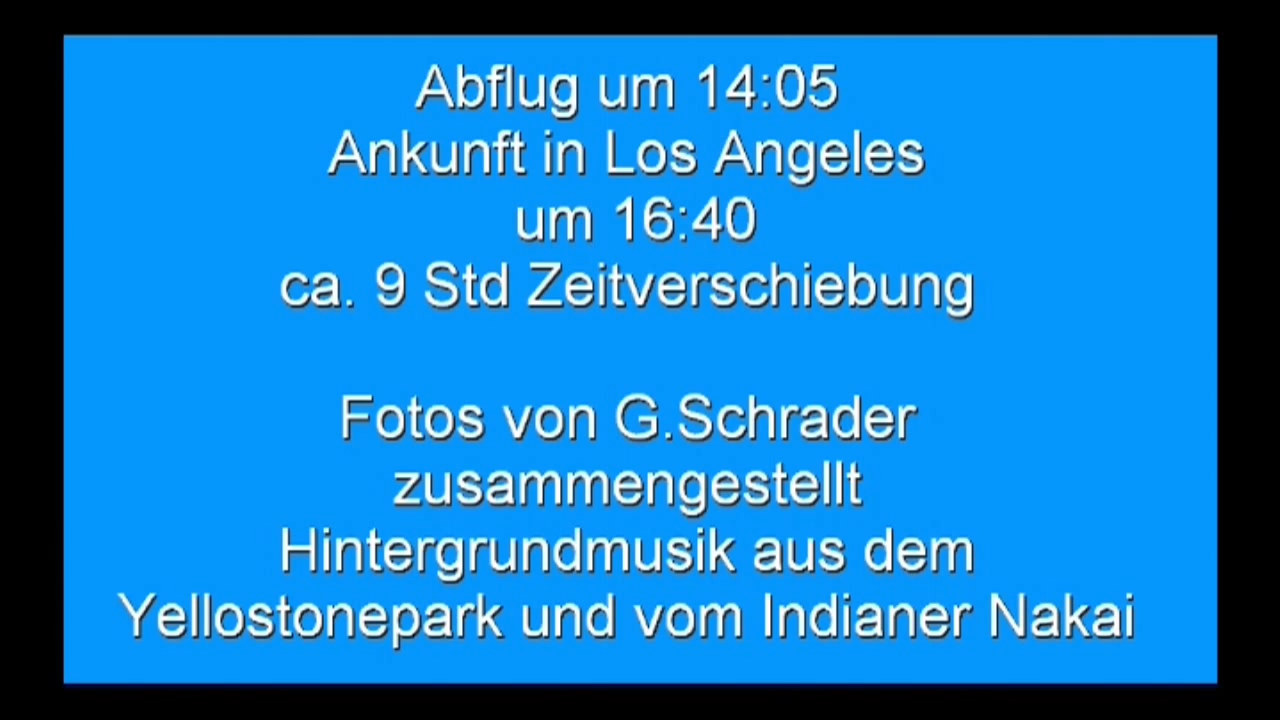 Abflug um 14:05
Ankunft in Los Angeles
um 16:40
ca. 9 Std Zeitverschiebung
Fotos von G.Schrader
zusammengestellt
Hintergrundmusik aus dem
Yellostonepark und vom Indianer Nakai